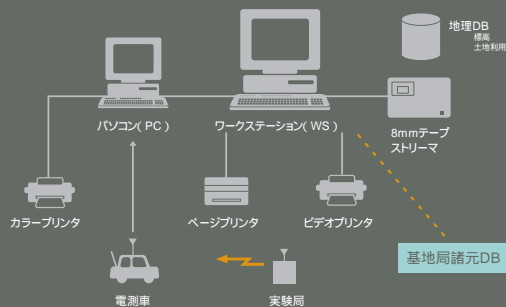 地理DB
標高
土地利用
パソコン( PC )
ワークステーション( WS )
8mmテープ
ストリーマ
カラープリンタ
ページプリンタ
ビデオプリンタ
基地局諸元DB
電測車
実験局